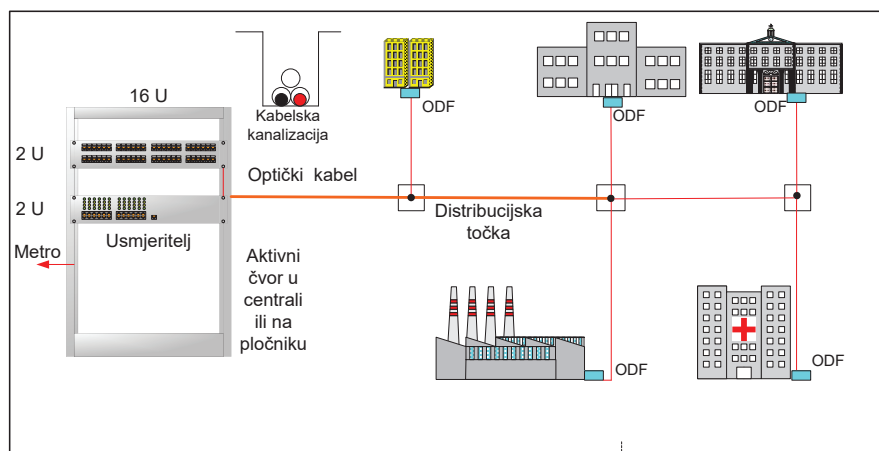 16 U
2 U
2 U
Metro
Usmjeritelj
Kabelska
kanalizacija
Optički kabel
Aktivni
čvor u
centrali
ili na
pločniku
Distribucijska
točka
ODF
ODF
ODF
ODF
ODF